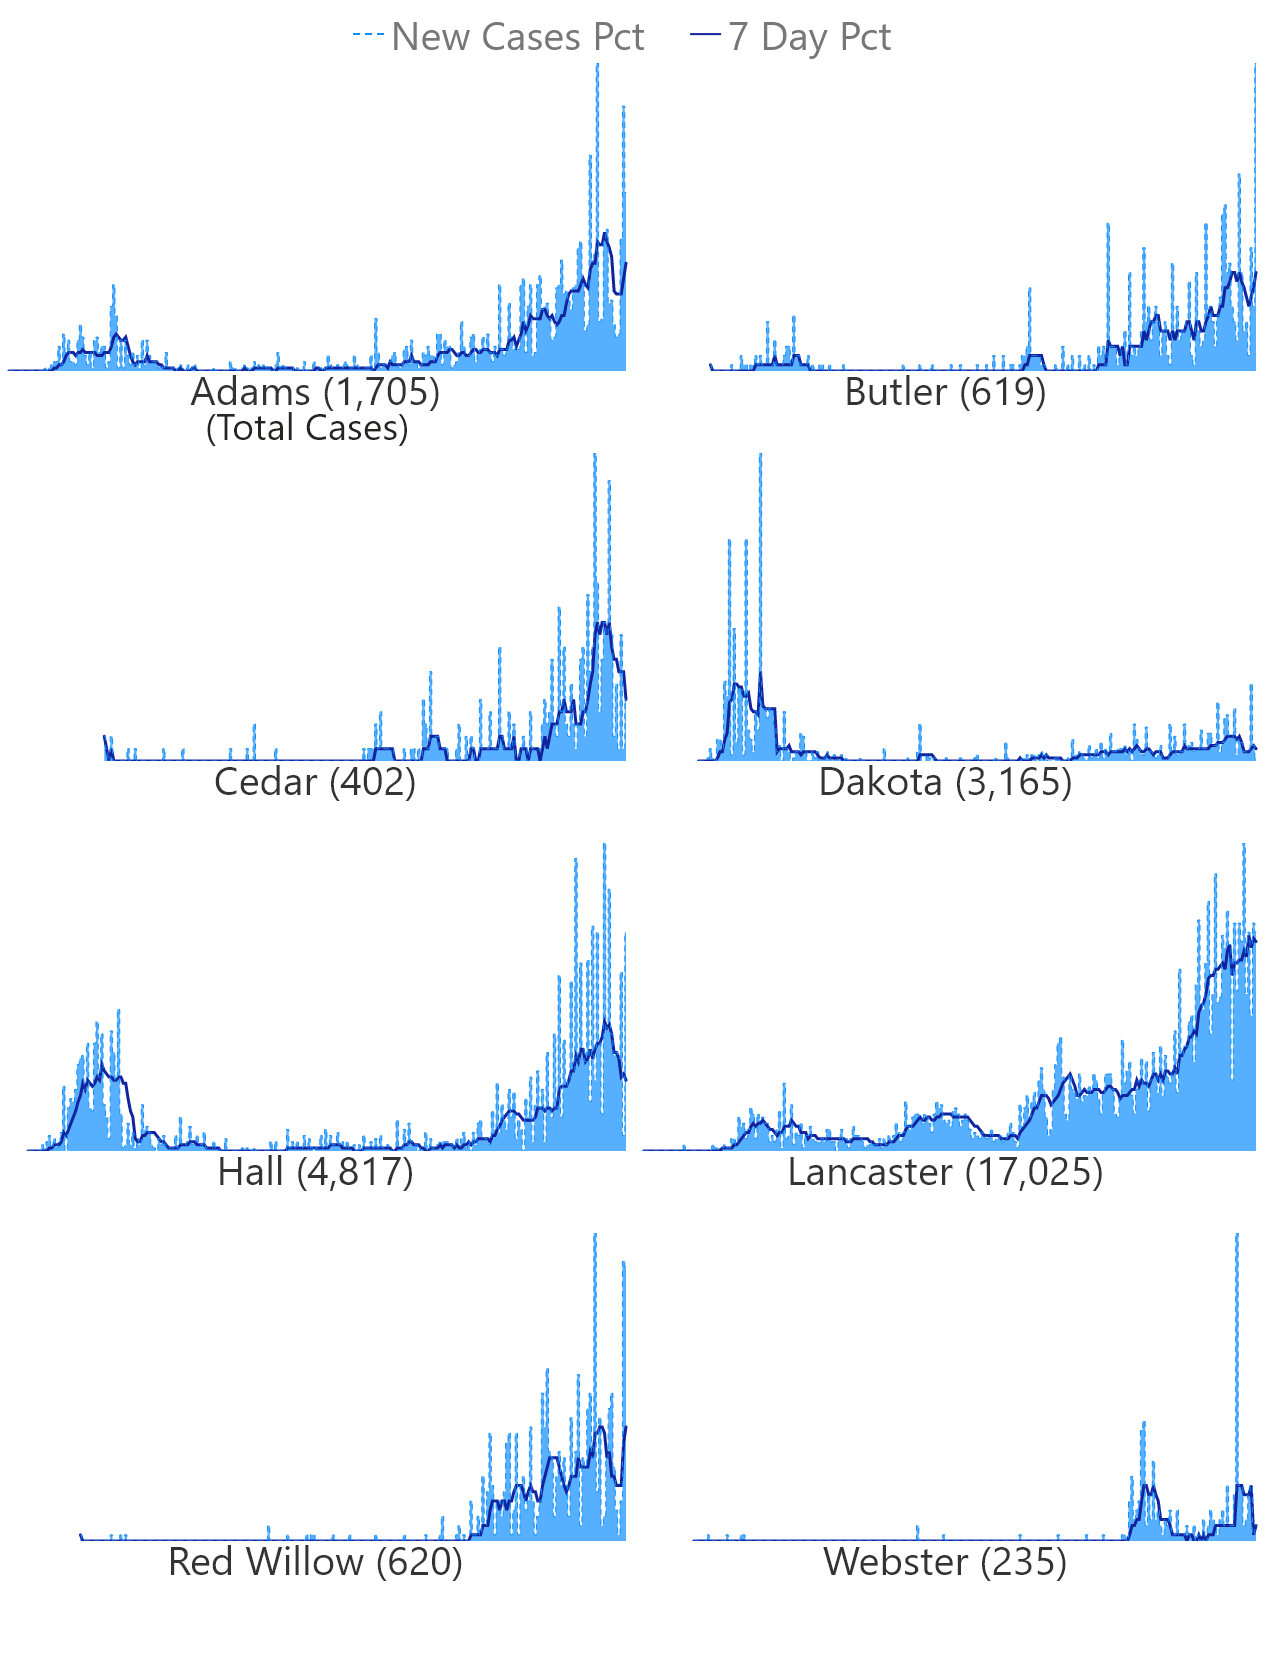 New Cases Pct 7 Day Pct
Adams (1,705) Butler (619)
(Total Cases)
Cedar (402) Dakota (3,165)
Hall (4,817) Lancaster (17,025)
Red Willow (620) Webster (235)